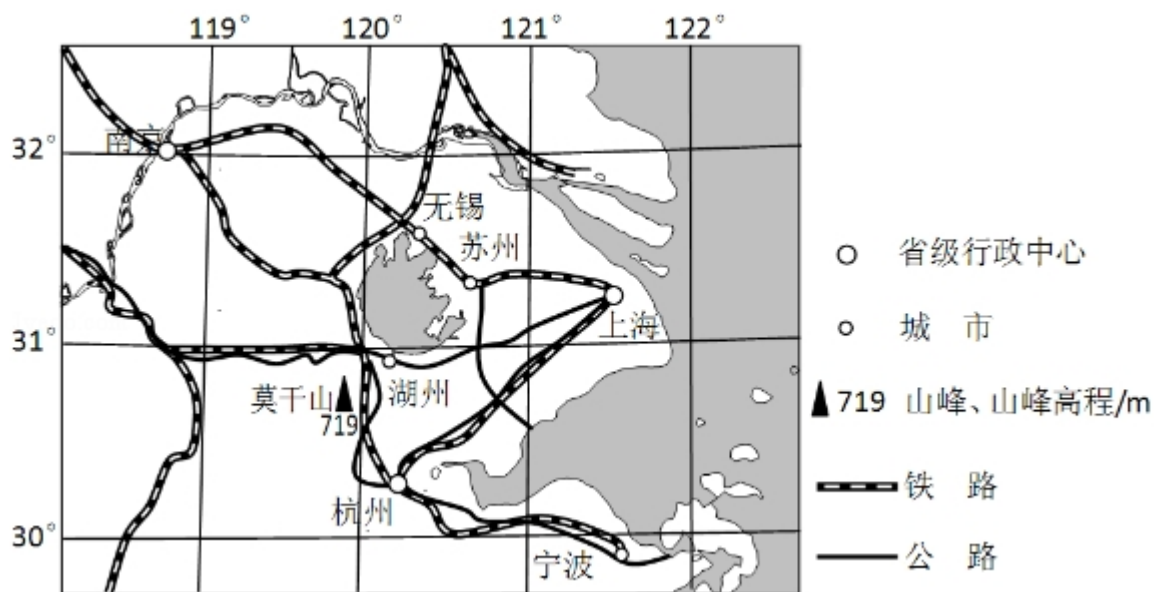 119° 120° 121° 122°
32°
南京
无锡
苏州
上海
31°
湖州
莫干山
719
杭州
30°
宁波
省级行政中心
城 市
719 山峰、山峰高程/m
铁 路
公 路